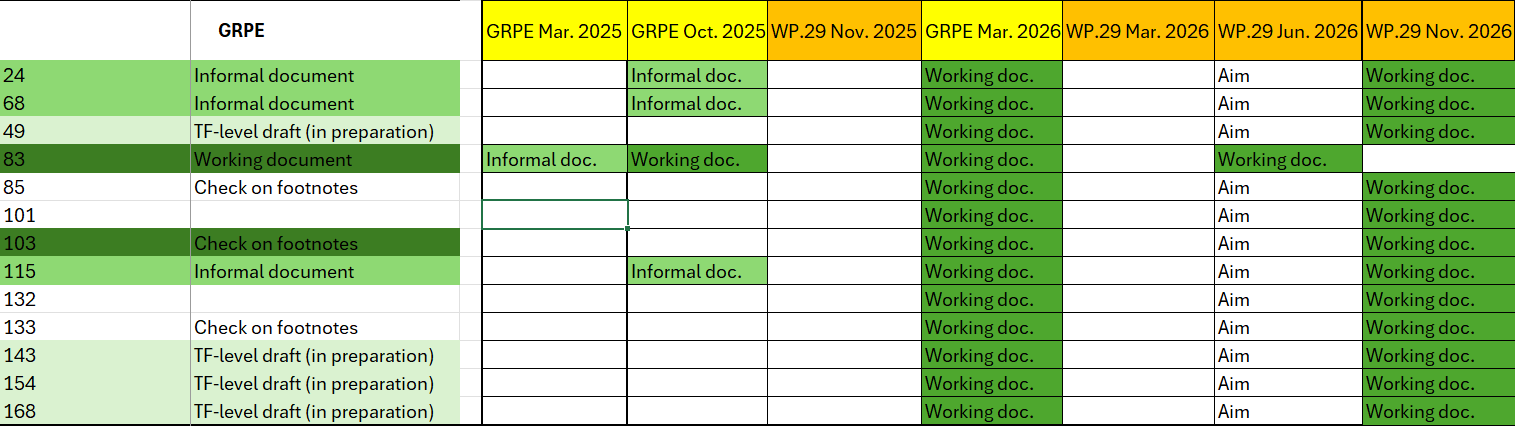 GRPE GRPE Mar. 2025 GRPE Oct. 2025 WP.29 Nov. 2025 GRPE Mar. 2026 WP.29 Mar. 2026 WP.29 Jun. 2026 WP.29 Nov. 2026
24 Informal document Informal doc. Working doc. Aim Working doc.
68 Informal document Informal doc. Working doc. Aim Working doc.
49 TF-level draft (in preparation) Working doc. Aim Working doc.
83 Working document Informal doc. Working doc. Working doc. Working doc.
85 Check on footnotes Working doc. Aim Working doc.
101 Working doc. Aim Working doc.
103 Check on footnotes Working doc. Aim Working doc.
115 Informal document Informal doc. Working doc. Aim Working doc.
132 Working doc. Aim Working doc.
133 Check on footnotes Working doc. Aim Working doc.
143 TF-level draft (in preparation) Working doc. Aim Working doc.
154 TF-level draft (in preparation) Working doc. Aim Working doc.
168 TF-level draft (in preparation) Working doc. Aim Working doc.